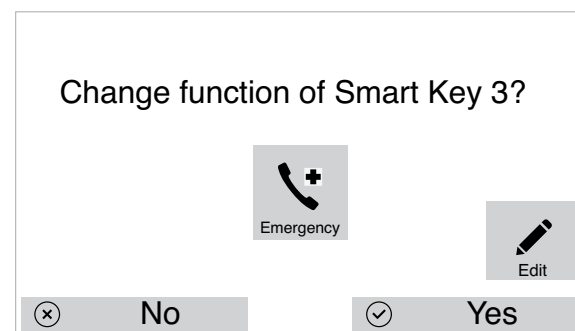 Change function of Smart Key 3?
Emergency
Edit
No
Yes